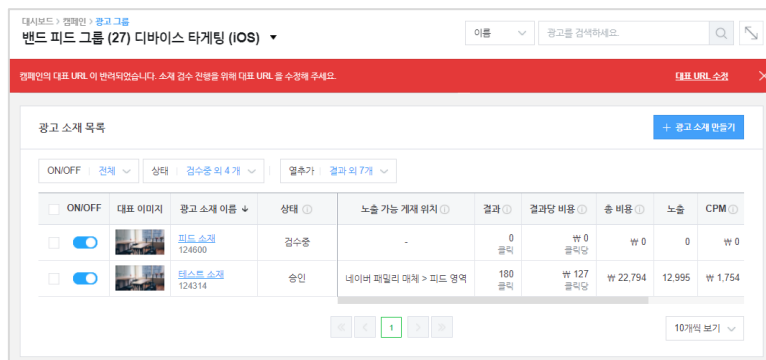 대시보드 > 캠페인 > 광고 그룹
밴드 피드 그룹 (27) 디바이스 타게팅 (iOS)
이름
광고를 검색하세요.
캠페인의 대표 URL 이 반려되었습니다. 소재 검수 진행을 위해 대표 URL 을 수정해 주세요.
대표 URL 수정
광고 소재 목록
+ 광고 소재 만들기
ON/OFF 전체 상태 검수중 외 4 개 열추가 결과 외 7개
ON/OFF 대표 이미지 광고 소재 이름 상태 노출 가능 게재 위치 결과 결과당 비용 총 비용 노출 CPM
피드 소재 검수중 - 0 ₩ 0 ₩ 0 0 ₩ 0
124600 클릭 클릭당
테스트 소재 승인 네이버 패밀리 매체 > 피드 영역 180 ₩ 127 ₩ 22,794 12,995 ₩ 1,754
124314 클릭 클릭당
1
10개씩 보기